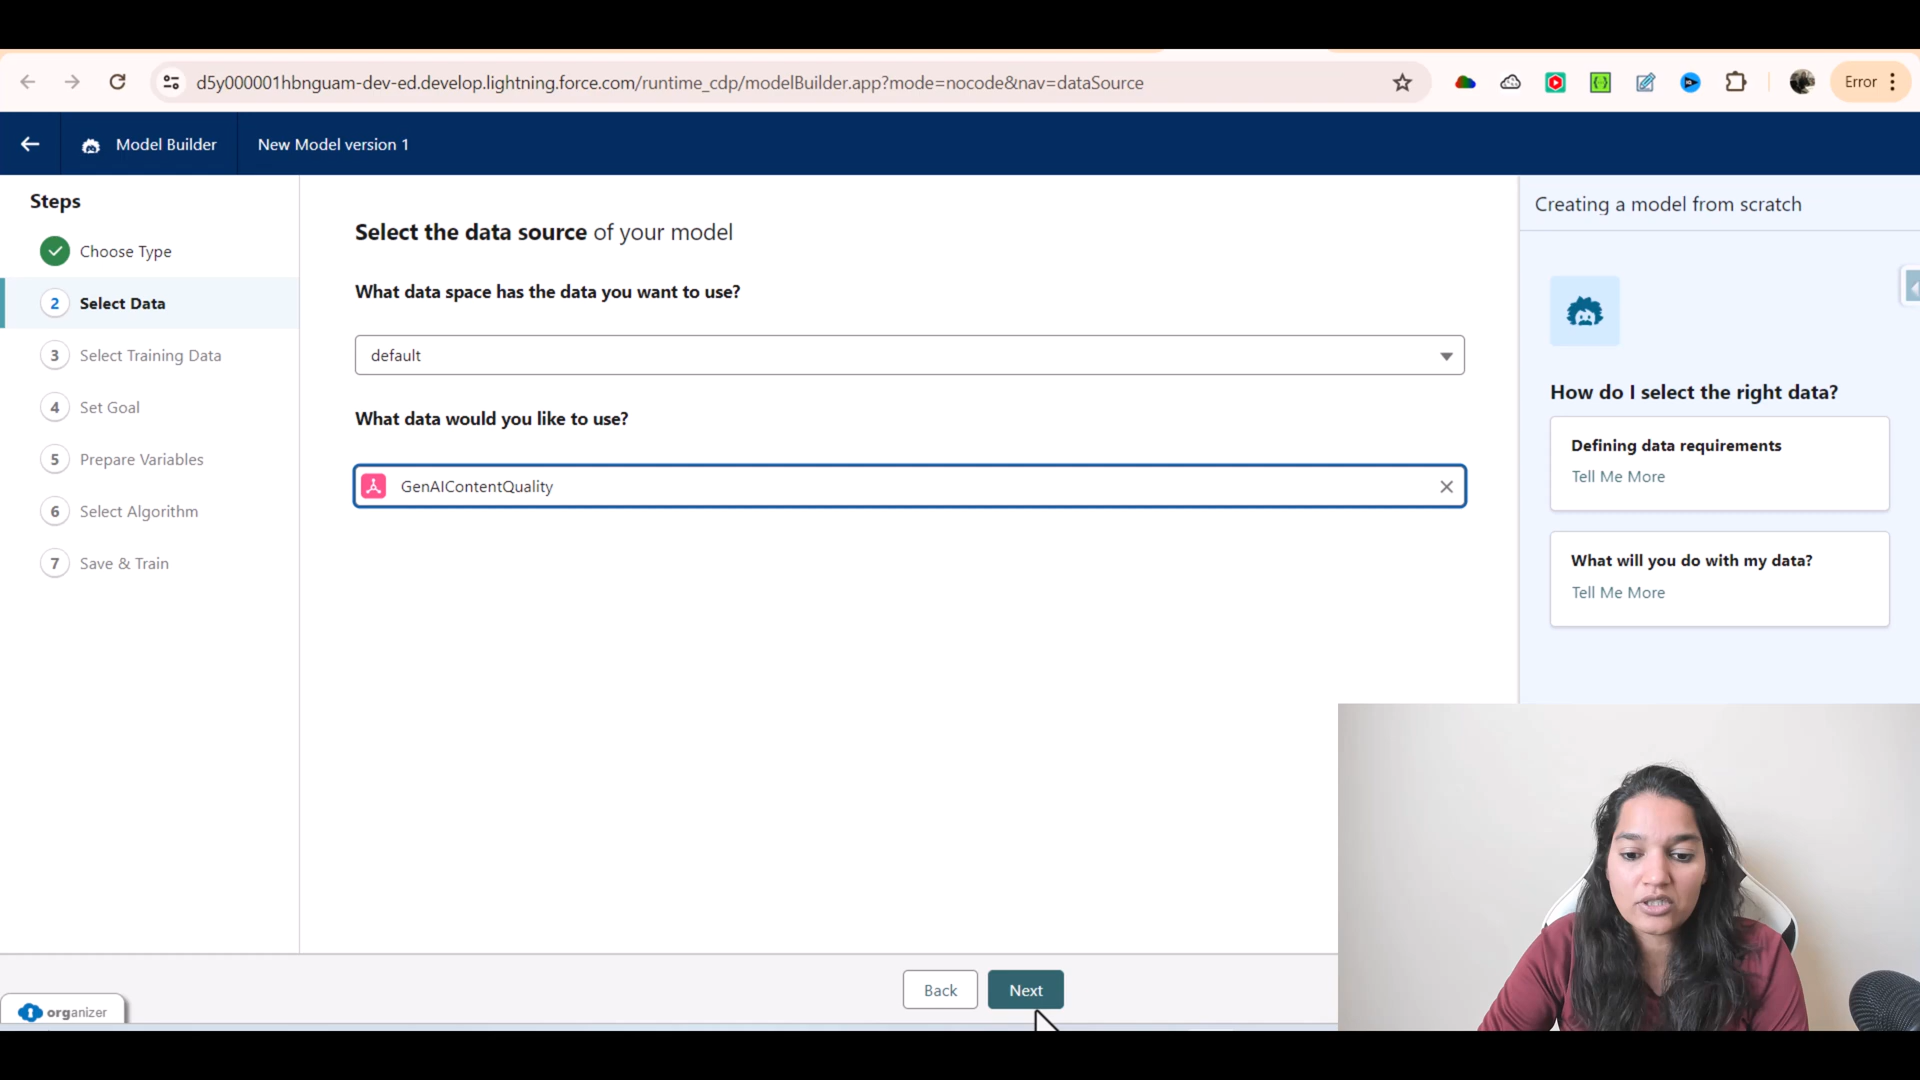 d5y000001hbnguam-dev-ed.develop.lightning.force.com/runtime_cdp/modelBuilder.app?mode=nocode&nav=dataSource
Error
Model Builder
New Model version 1
Steps
Choose Type
2 Select Data
3 Select Training Data
4 Set Goal
5 Prepare Variables
6 Select Algorithm
7 Save & Train
Select the data source of your model
What data space has the data you want to use?
default
What data would you like to use?
GenAIContentQuality
Creating a model from scratch
How do I select the right data?
Defining data requirements
Tell Me More
What will you do with my data?
Tell Me More
Back
Next
organizer